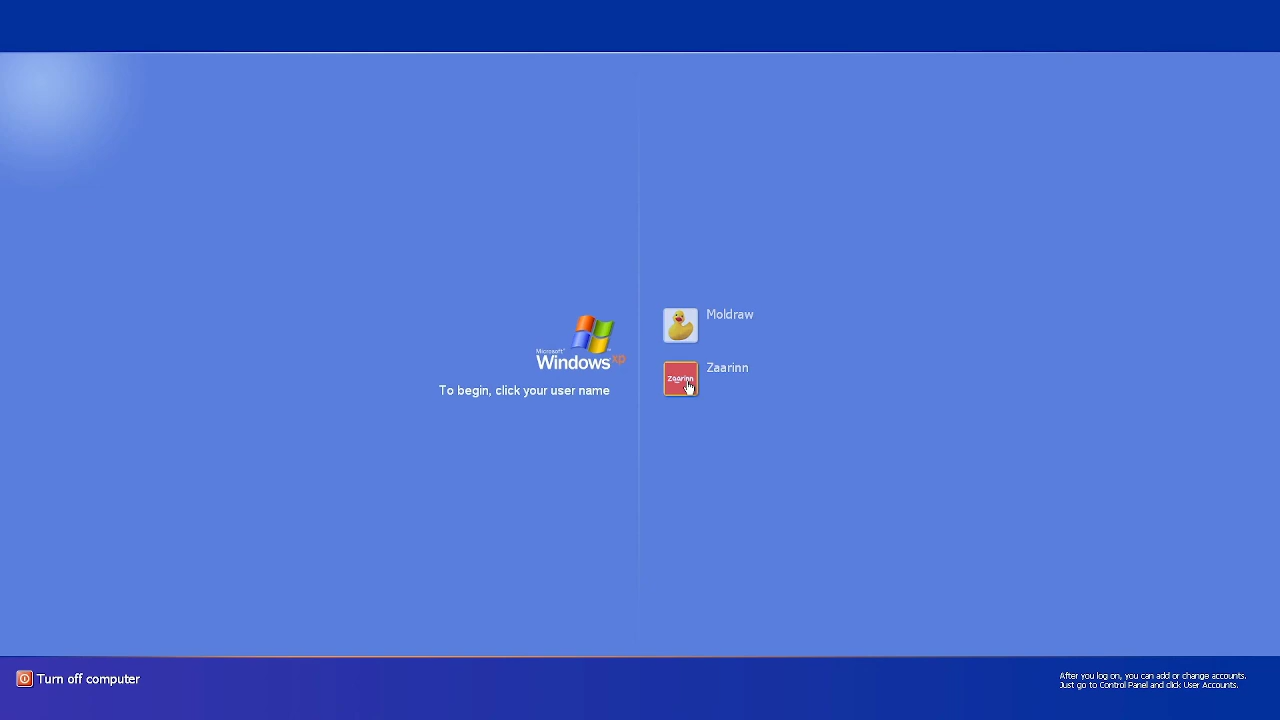 Microsoft
Windows xp
To begin, click your user name
Moldraw
Zaarinn
Zaarinn
Turn off computer
After you log on, you can add or change accounts.
Just go to Control Panel and click User Accounts.